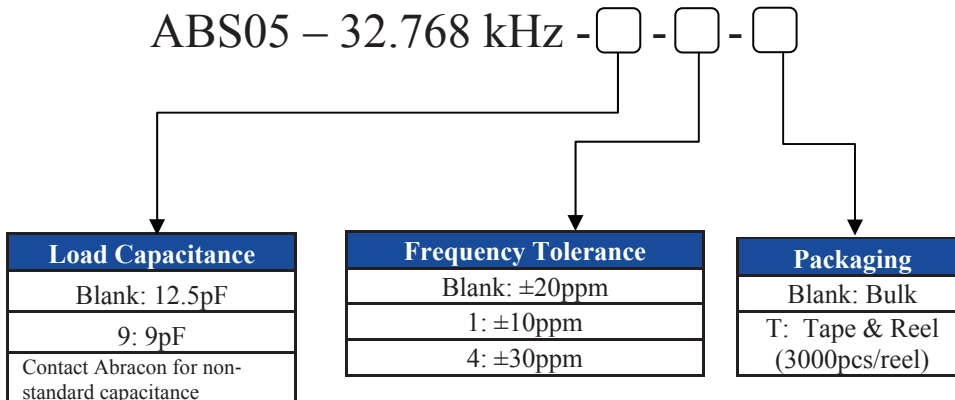 ABS05 – 32.768 kHz - - -
Load Capacitance
Blank: 12.5pF
9: 9pF
Contact Abracon for non-
standard capacitance
Frequency Tolerance
Blank: ±20ppm
1: ±10ppm
4: ±30ppm
Packaging
Blank: Bulk
T: Tape & Reel
(3000pcs/reel)